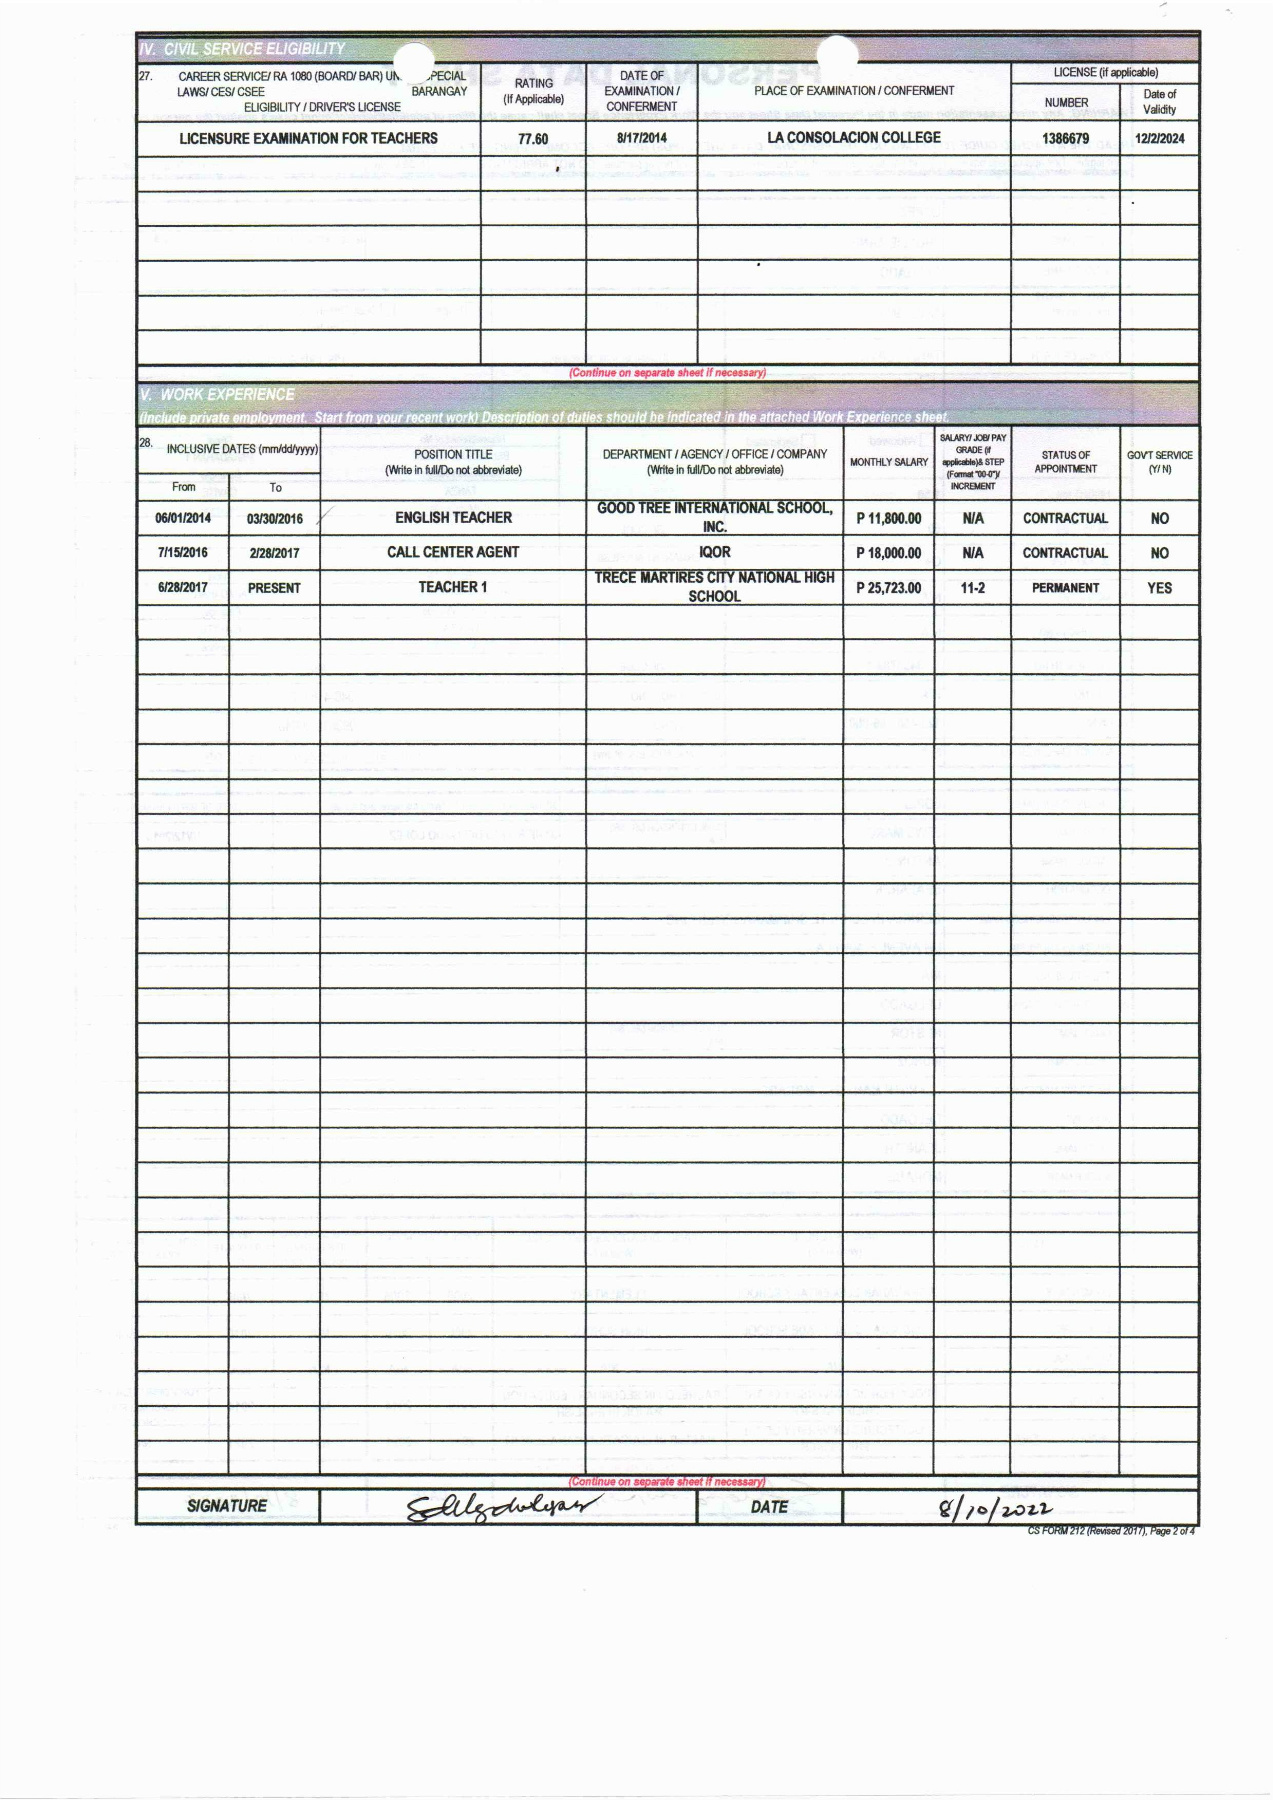 IV. CIVIL SERVICE ELIGIBILITY
27. CAREER SERVICE/ RA 1080 (BOARD/ BAR) UN PECIAL
LAWS/ CES/ CSEE BARANGAY
ELIGIBILITY / DRIVER'S LICENSE
RATING
(If Applicable)
DATE OF
EXAMINATION /
CONFERMENT
PLACE OF EXAMINATION / CONFERMENT
LICENSE (if applicable)
NUMBER
Date of
Validity
LICENSURE EXAMINATION FOR TEACHERS 77.60 8/17/2014 LA CONSOLACION COLLEGE 1386679 12/2/2024
(Continue on separate sheet if necessary)
V. WORK EXPERIENCE
(Include private employment. Start from your recent work) Description of duties should be indicated in the attached Work Experience sheet.
28. INCLUSIVE DATES (mm/dd/yyyy)
From To
POSITION TITLE
(Write in full/Do not abbreviate)
DEPARTMENT / AGENCY / OFFICE / COMPANY
(Write in full/Do not abbreviate)
MONTHLY SALARY
SALARY/ JOB/ PAY
GRADE (if
applicable)& STEP
(Format "00-0")/
INCREMENT
STATUS OF
APPOINTMENT
GOV'T SERVICE
(Y/ N)
06/01/2014 03/30/2016 ENGLISH TEACHER GOOD TREE INTERNATIONAL SCHOOL,
INC. P 11,800.00 N/A CONTRACTUAL NO
7/15/2016 2/28/2017 CALL CENTER AGENT IQOR P 18,000.00 N/A CONTRACTUAL NO
6/28/2017 PRESENT TEACHER 1 TRECE MARTIRES CITY NATIONAL HIGH
SCHOOL P 25,723.00 11-2 PERMANENT YES
(Continue on separate sheet if necessary)
SIGNATURE DATE 8/10/2022
CS FORM 212 (Revised 2017), Page 2 of 4